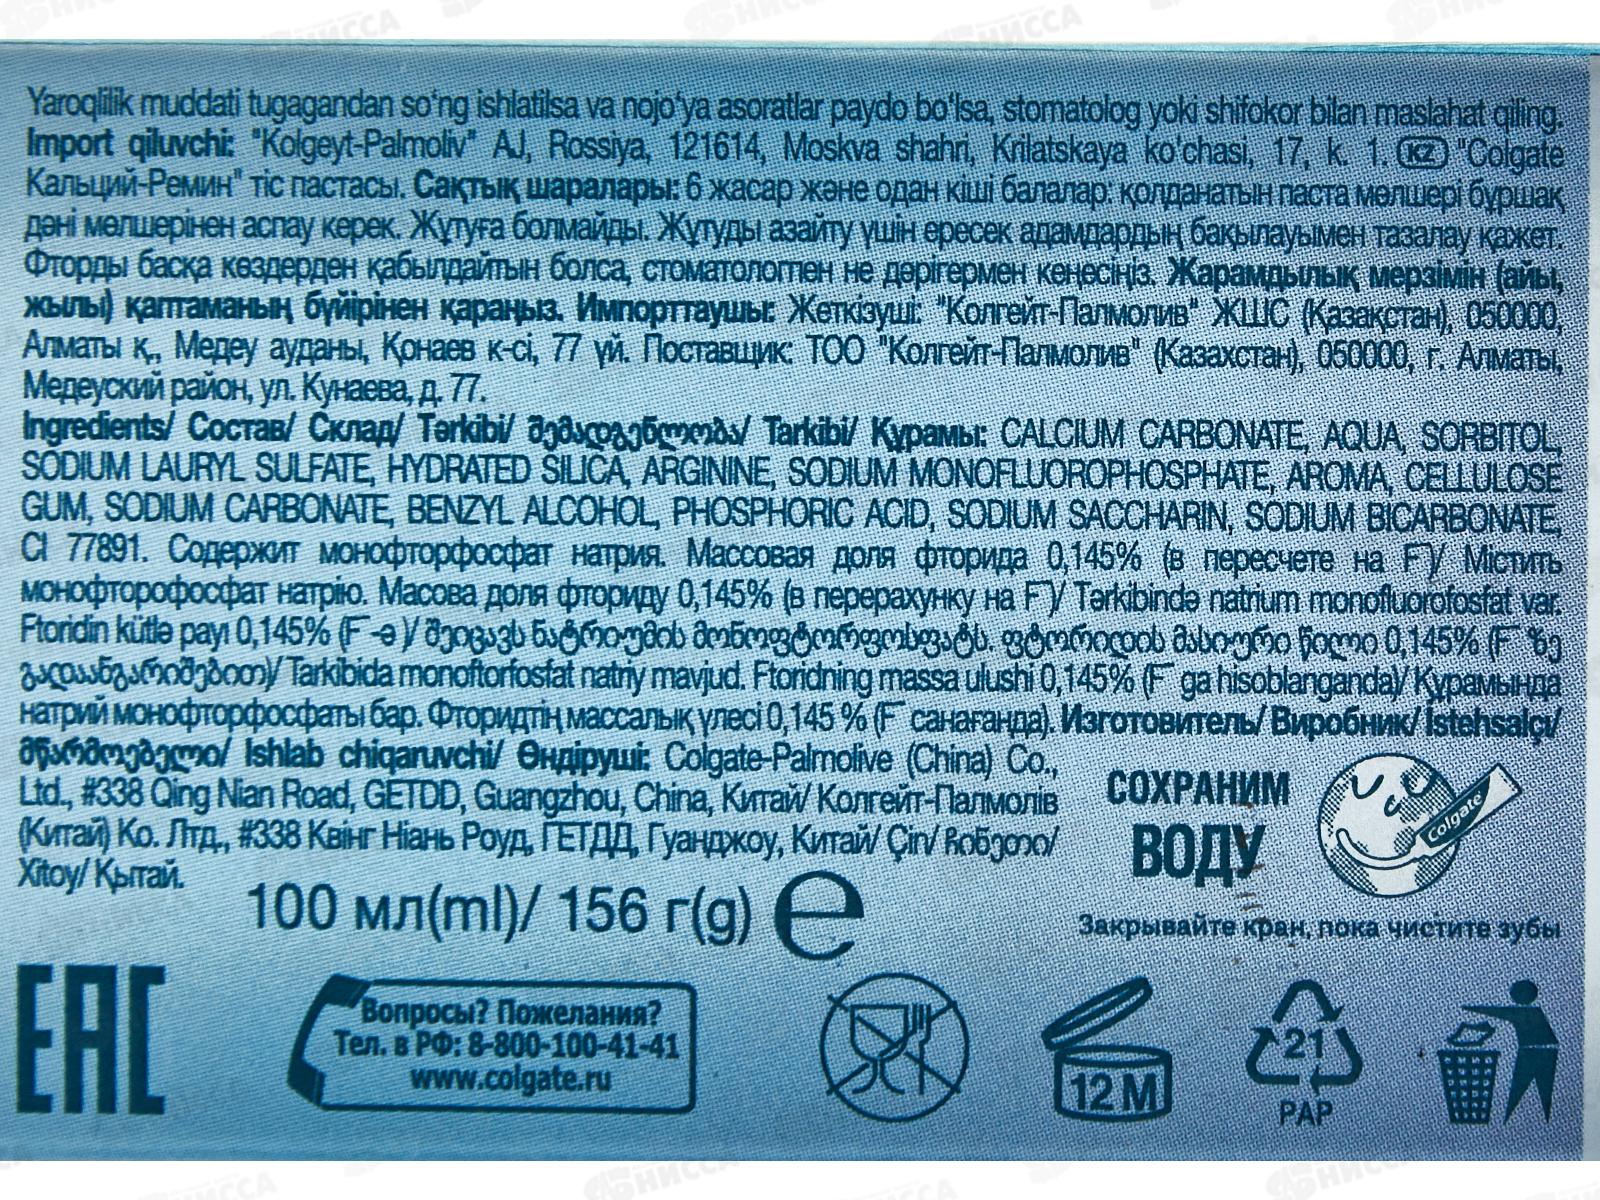 Yaroqlilik muddati tugagandan so‘ng ishlatilsa va nojo‘ya asoratlar paydo bo‘lsa, stomatolog yoki shifokor bilan maslahat qiling.
Import qiluvchi: "Kolgeyt-Palmoliv" AJ, Rossiya, 121614, Moskva shahri, Krilatskaya ko‘chasi, 17, k. 1. KZ "Colgate
Кальций-Ремин" тіс пастасы. Сақтық шаралары: 6 жасар және одан кіші балалар: қолданатын паста мөлшері бұршақ
дәні мөлшерінен аспау керек. Жұтуға болмайды. Жұтуды азайту үшін ересек адамдардың бақылауымен тазалау қажет.
Фторды басқа көздерден қабылдайтын болса, стоматологпен не дәрігермен кеңесіңіз. Жарамдылық мерзімін (айы,
жылы) қаптаманың бүйірінен қараңыз. Импорттаушы: Жеткізуші: "Колгейт-Палмолив" ЖШС (Қазақстан), 050000,
Алматы қ., Медеу ауданы, Қонаев к-сі, 77 үй. Поставщик: ТОО "Колгейт-Палмолив" (Казахстан), 050000, г. Алматы,
Медеуский район, ул. Кунаева, д. 77.
Ingredients/ Состав/ Склад/ Tərkibi/ შემადგენლობა/ Tarkibi/ Құрамы: CALCIUM CARBONATE, AQUA, SORBITOL,
SODIUM LAURYL SULFATE, HYDRATED SILICA, ARGININE, SODIUM MONOFLUOROPHOSPHATE, AROMA, CELLULOSE
GUM, SODIUM CARBONATE, BENZYL ALCOHOL, PHOSPHORIC ACID, SODIUM SACCHARIN, SODIUM BICARBONATE,
CI 77891. Содержит монофторфосфат натрия. Массовая доля фторида 0,145% (в пересчете на F⁻)/ Містить
монофторофосфат натрію. Масова доля фториду 0,145% (в перерахунку на F⁻)/ Tərkibində natrium monofluorofosfat var.
Ftoridin kütlə payı 0,145% (F⁻-ə )/ შეიცავს ნატრიუმის მონოფტორფოსფატს. ფტორიდის მასიური წილი 0,145% (F⁻ ზე
გადაანგარიშებით)/ Tarkibida monoftorfosfat natriy mavjud. Ftoridning massa ulushi 0,145% (F⁻ ga hisoblanganda)/ Құрамында
натрий монофторфосфаты бар. Фторидтің массалық үлесі 0,145 % (F⁻ санағанда). Изготовитель/ Виробник/ İstehsalçı/
მწარმოებელი/ Ishlab chiqaruvchi/ Өндіруші: Colgate-Palmolive (China) Co.,
Ltd., #338 Qing Nian Road, GETDD, Guangzhou, China, Китай/ Колгейт-Палмолів
(Китай) Ко. Лтд., #338 Квінг Ніань Роуд, ГЕТДД, Гуанджоу, Китай/ Çin/ ჩინეთი/
Xitoy/ Қытай.
СОХРАНИМ
ВОДУ
Colgate
Закрывайте кран, пока чистите зубы
100 мл(ml)/ 156 г(g) e
EAC
Вопросы? Пожелания?
Тел. в РФ: 8-800-100-41-41
www.colgate.ru
12 M
21
PAP